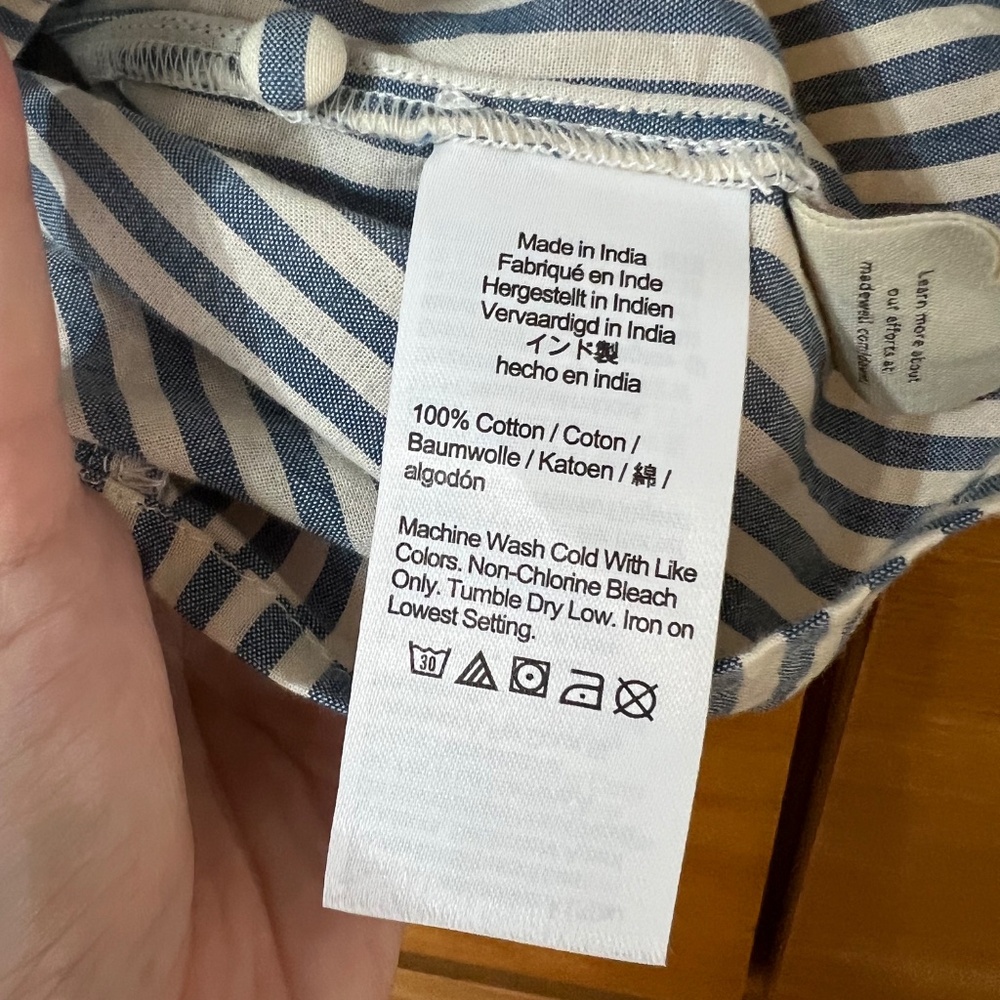 Made in India
Fabriqué en Inde
Hergestellt in Indien
Vervaardigd in India
インド製
hecho en india
100% Cotton / Coton /
Baumwolle / Katoen / 綿 /
algodón
Machine Wash Cold With Like
Colors. Non-Chlorine Bleach
Only. Tumble Dry Low. Iron on
Lowest Setting.
30
Learn more about
our efforts at